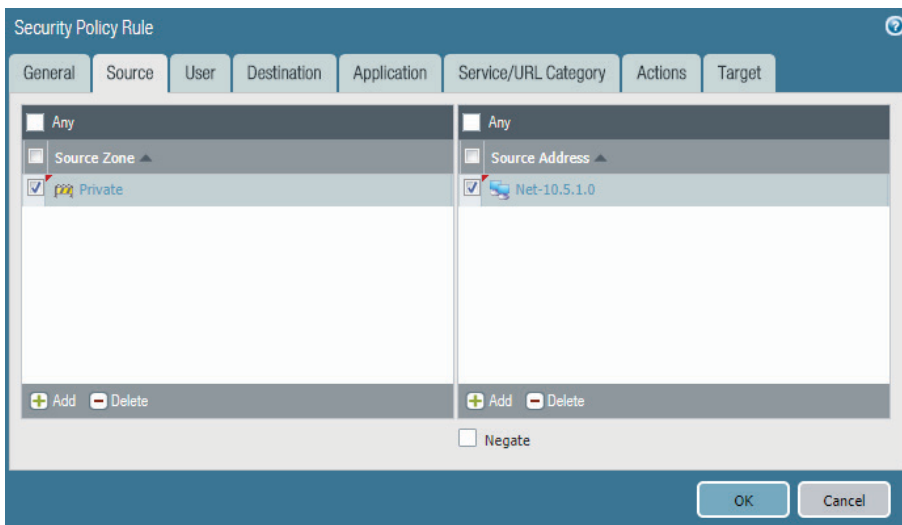 Security Policy Rule
General Source User Destination Application Service/URL Category Actions Target
Any
Source Zone
Private
Add Delete
Any
Source Address
Net-10.5.1.0
Add Delete
Negate
OK Cancel